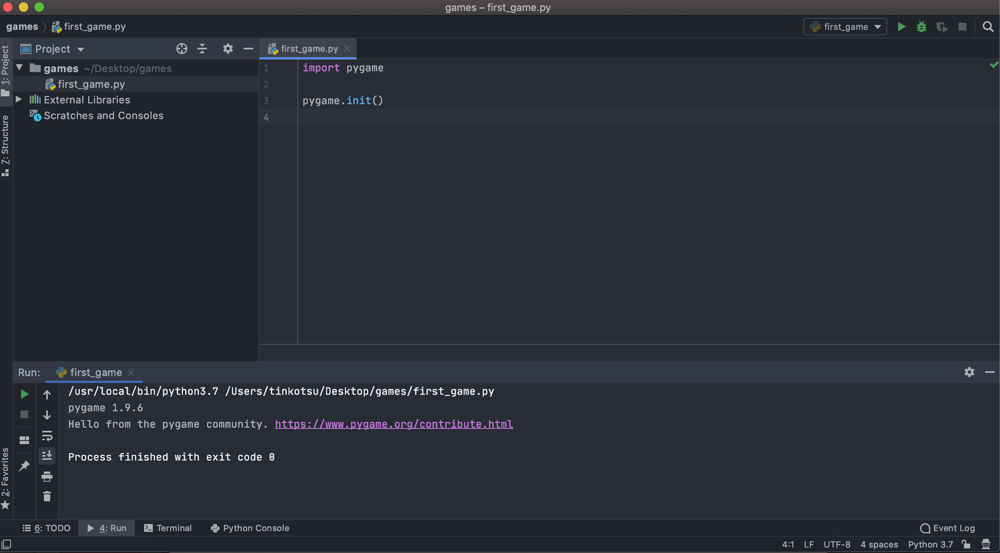 games – first_game.py
games first_game.py
first_game
1: Project
Project
first_game.py
games ~/Desktop/games
first_game.py
External Libraries
Scratches and Consoles
7: Structure
1 import pygame
2
3 pygame.init()
4
Run: first_game
/usr/local/bin/python3.7 /Users/tinkotsu/Desktop/games/first_game.py
pygame 1.9.6
Hello from the pygame community. https://www.pygame.org/contribute.html
Process finished with exit code 0
2: Favorites
6: TODO 4: Run Terminal Python Console Event Log
4:1 LF UTF-8 4 spaces Python 3.7